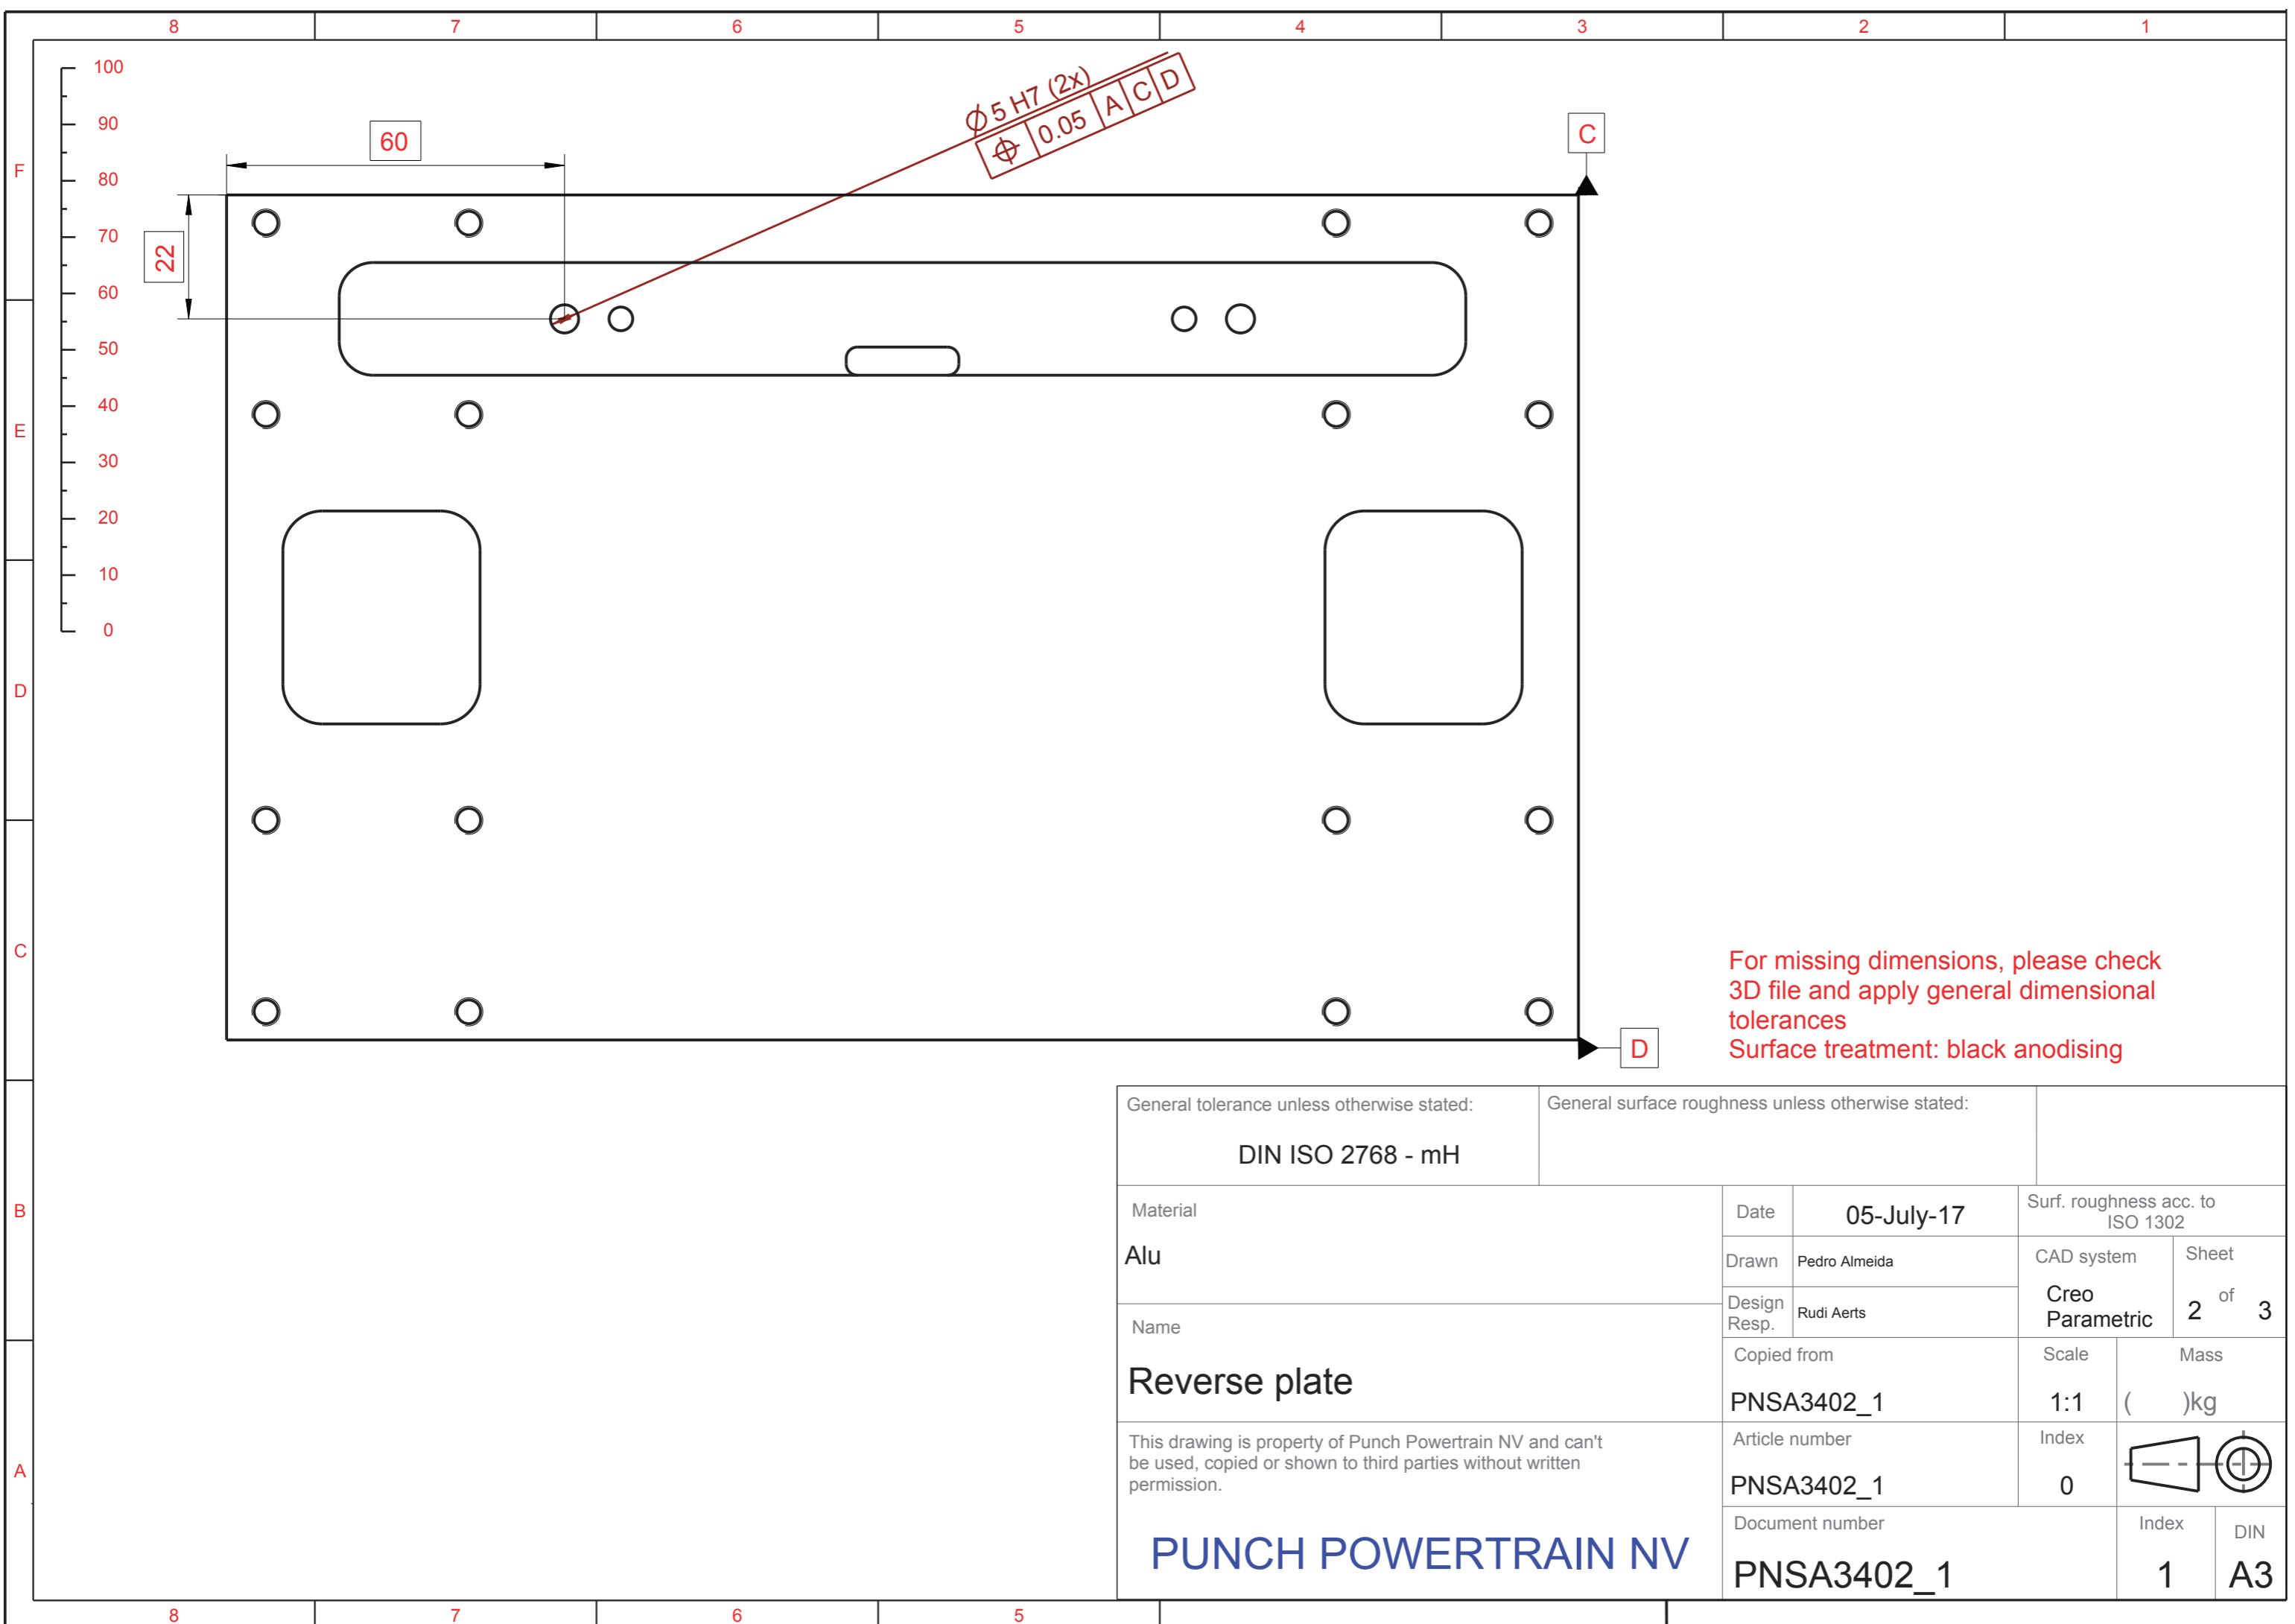 8 7 6 5 4 3 2 1
100
90
80
70
60
50
40
30
20
10
0
F
E
D
C
B
A
60
22
⌀ 5 H7 (2x)
⌖ 0.05 A C D
C
D
For missing dimensions, please check
3D file and apply general dimensional
tolerances
Surface treatment: black anodising
General tolerance unless otherwise stated:
DIN ISO 2768 - mH
General surface roughness unless otherwise stated:
Material
Alu
Date 05-July-17
Surf. roughness acc. to
ISO 1302
Drawn Pedro Almeida
CAD system
Creo
Parametric
Sheet
2 of 3
Design
Resp.
Rudi Aerts
Name
Reverse plate
Copied from
PNSA3402_1
Scale
1:1
Mass
( )kg
This drawing is property of Punch Powertrain NV and can't
be used, copied or shown to third parties without written
permission.
Article number
PNSA3402_1
Index
0
PUNCH POWERTRAIN NV
Document number
PNSA3402_1
Index
1
DIN
A3
8 7 6 5